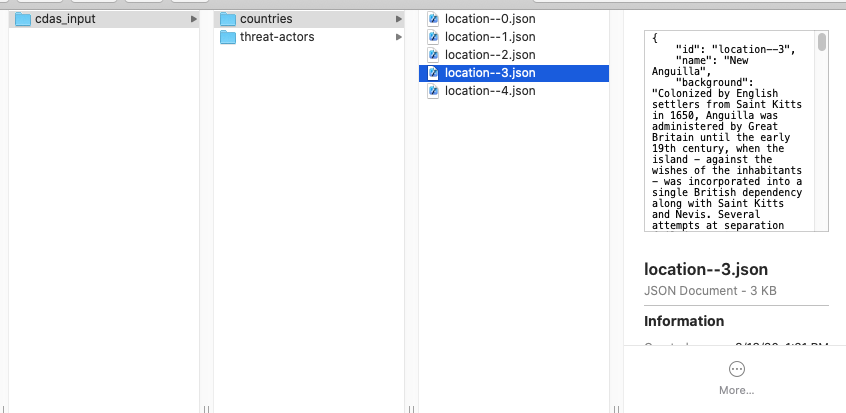 cdas_input
countries
threat-actors
location--0.json
location--1.json
location--2.json
location--3.json
location--4.json
{
"id": "location--3",
"name": "New
Anguilla",
"background":
"Colonized by English
settlers from Saint Kitts
in 1650, Anguilla was
administered by Great
Britain until the early
19th century, when the
island – against the
wishes of the inhabitants
– was incorporated into a
single British dependency
along with Saint Kitts
and Nevis. Several
attempts at separation
location--3.json
JSON Document - 3 KB
Information
More...